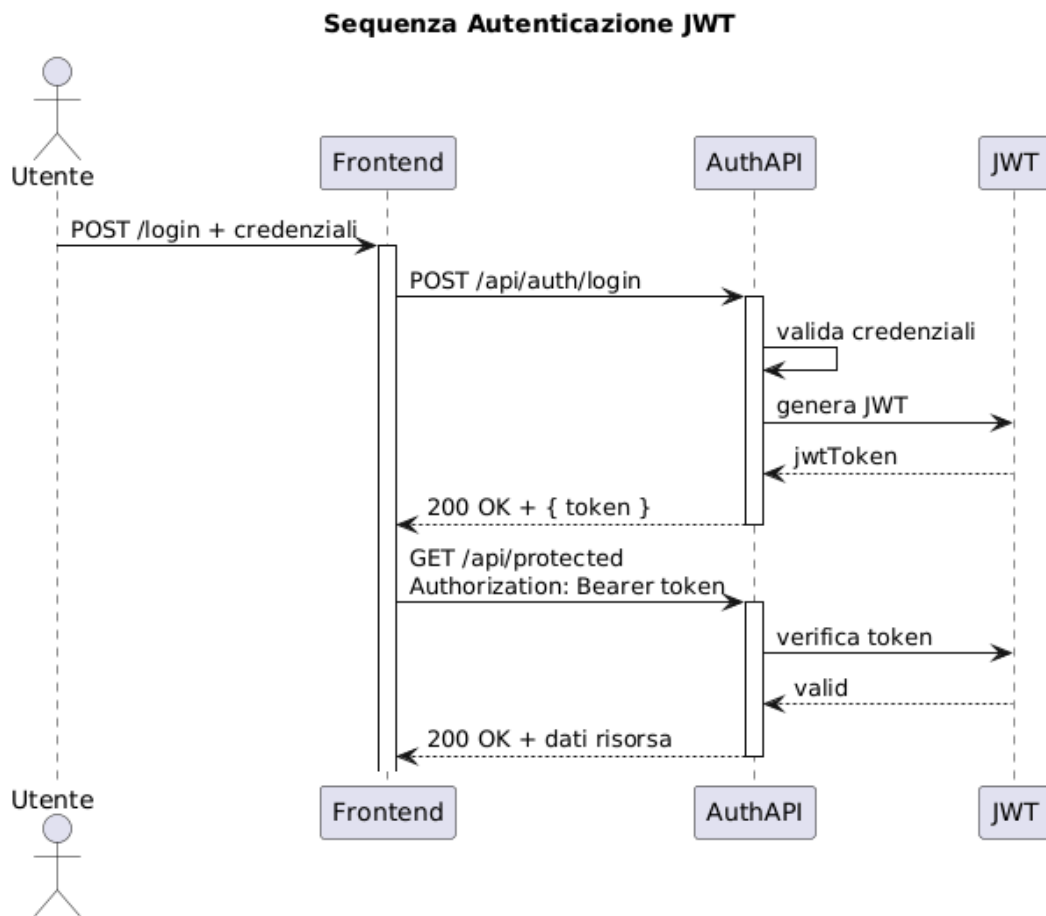 Sequenza Autenticazione JWT
Utente
Frontend
AuthAPI
JWT
POST /login + credenziali
POST /api/auth/login
valida credenziali
genera JWT
jwtToken
200 OK + { token }
GET /api/protected
Authorization: Bearer token
verifica token
valid
200 OK + dati risorsa
Utente
Frontend
AuthAPI
JWT